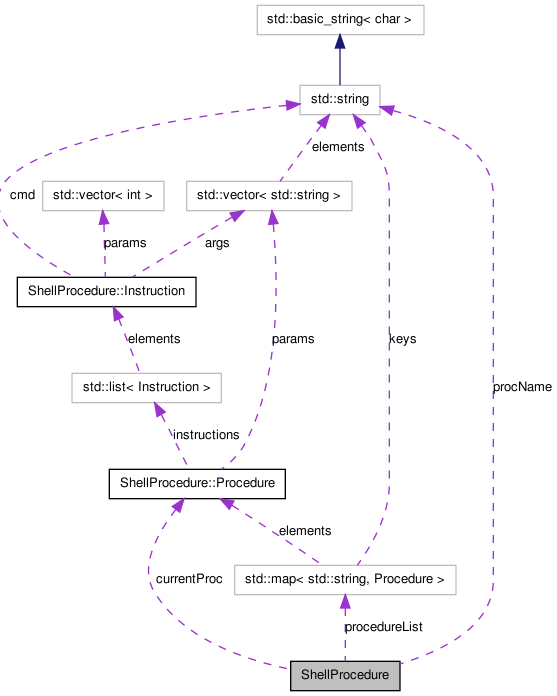 std::basic_string< char >
std::string
elements
cmd
std::vector< int >
std::vector< std::string >
params
args
ShellProcedure::Instruction
elements
params
keys
std::list< Instruction >
procName
instructions
ShellProcedure::Procedure
elements
currentProc
std::map< std::string, Procedure >
procedureList
ShellProcedure